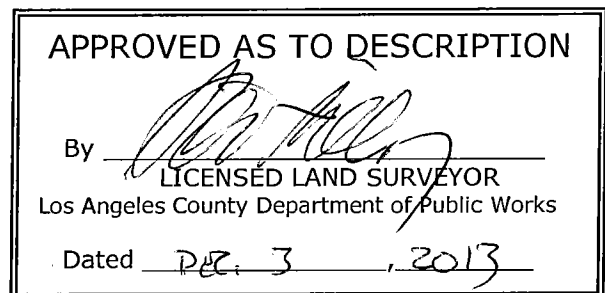 APPROVED AS TO DESCRIPTION
By
LICENSED LAND SURVEYOR
Los Angeles County Department of Public Works
Dated DEC. 3, 2013